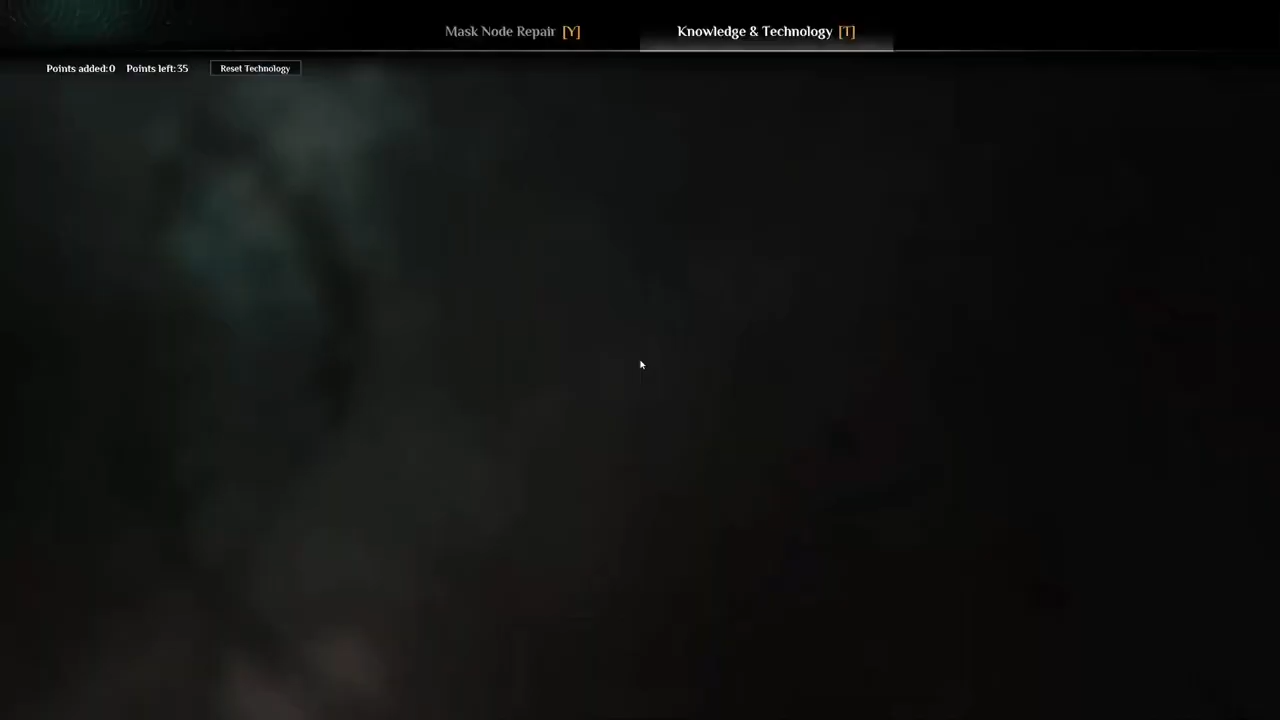 Mask Node Repair [Y]
Knowledge & Technology [T]
Points added:0 Points left:35 Reset Technology